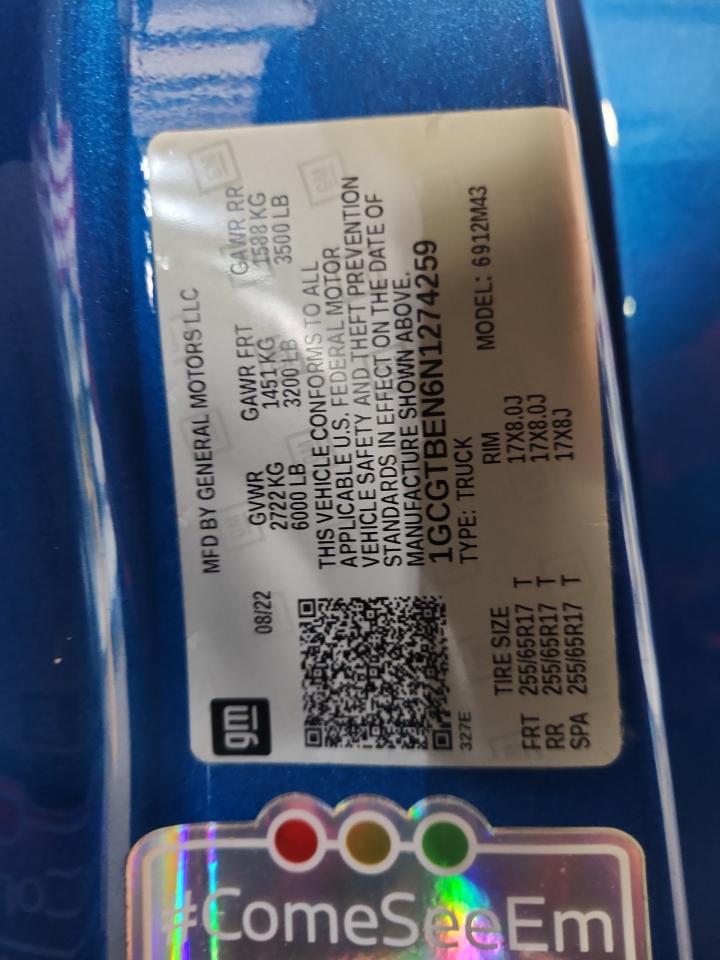 gm
MFD BY GENERAL MOTORS LLC
08/22
GVWR GAWR FRT GAWR RR
2722 KG 1451 KG 1588 KG
6000 LB 3200 LB 3500 LB
THIS VEHICLE CONFORMS TO ALL
APPLICABLE U.S. FEDERAL MOTOR
VEHICLE SAFETY AND THEFT PREVENTION
STANDARDS IN EFFECT ON THE DATE OF
MANUFACTURE SHOWN ABOVE.
1GCGTBEN6N1274259
327E
TYPE: TRUCK MODEL: 6912M43
TIRE SIZE RIM
FRT 255/65R17 T 17X8.0J
RR 255/65R17 T 17X8.0J
SPA 255/65R17 T 17X8J
#ComeSeeEm